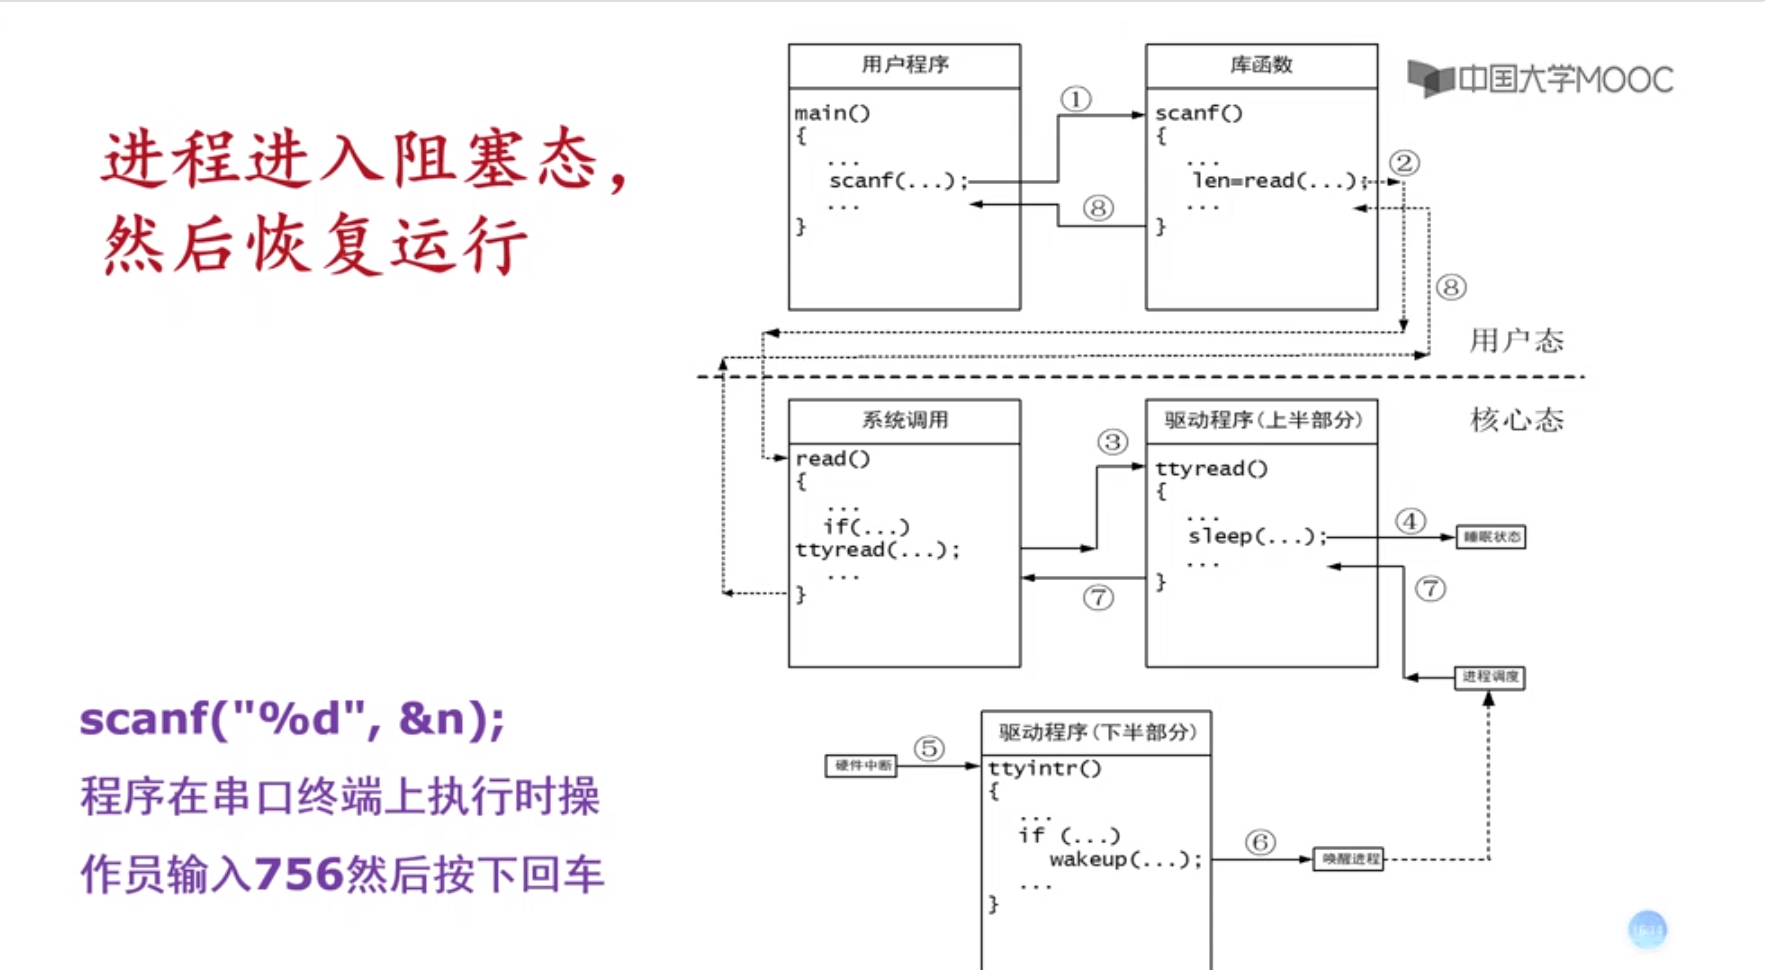 中国大学MOOC
进程进入阻塞态，
然后恢复运行
scanf("%d", &n);
程序在串口终端上执行时操
作员输入756然后按下回车
用户程序
main()
{
...
scanf(...);
...
}
①
⑧
库函数
scanf()
{
...
len=read(...);
...
}
②
⑧
用户态
核心态
系统调用
read()
{
...
if(...)
ttyread(...);
...
}
③
⑦
驱动程序(上半部分)
ttyread()
{
...
sleep(...);
...
}
④
睡眠状态
⑦
进程调度
硬件中断
⑤
驱动程序(下半部分)
ttyintr()
{
...
if (...)
wakeup(...);
...
}
⑥
唤醒进程